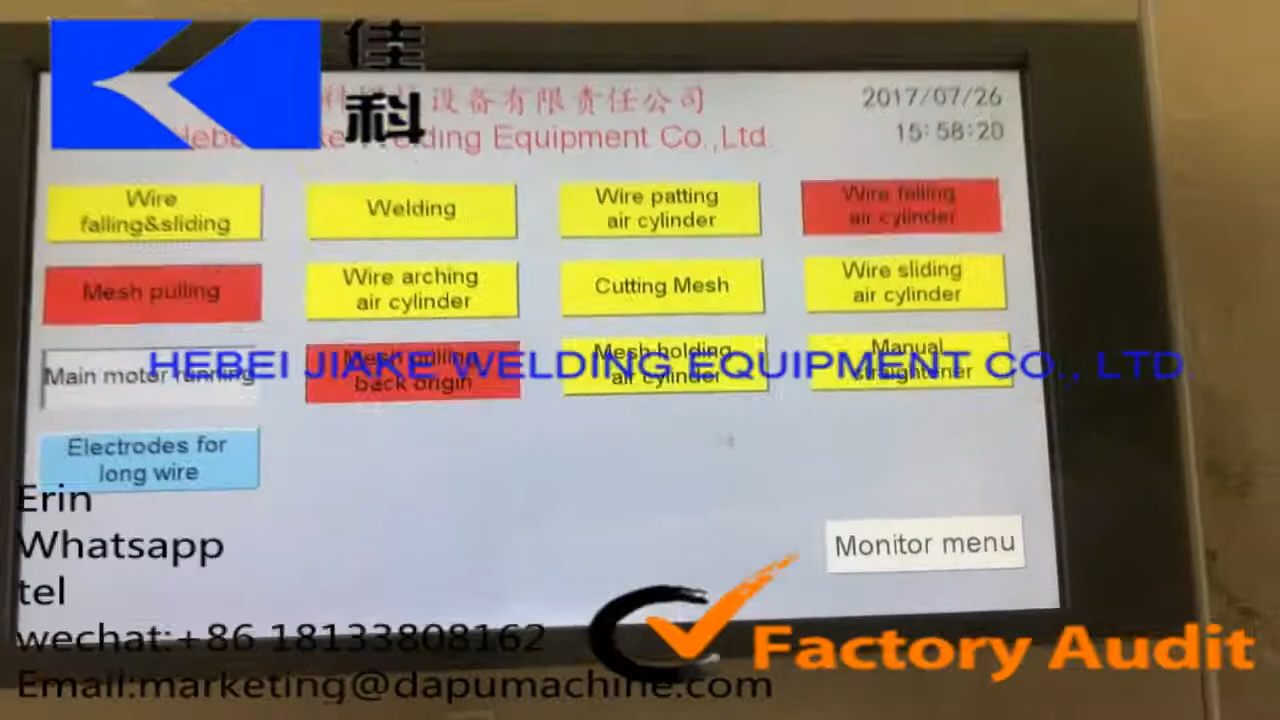 佳
科
设备有限责任公司
Welding Equipment Co.,Ltd
2017/07/26
15:58:20
Wire
falling&sliding
Welding
Wire patting
air cylinder
Wire falling
air cylinder
Mesh pulling
Wire arching
air cylinder
Cutting Mesh
Wire sliding
air cylinder
Main motor running
Mesh pulling
back origin
Mesh holding
air cylinder
Manual
straightener
HEBEI JIAKE WELDING EQUIPMENT CO., LTD.
Electrodes for
long wire
Monitor menu
Erin
Whatsapp
tel
wechat:+86 18133808162
Email:marketing@dapumachine.com
Factory Audit